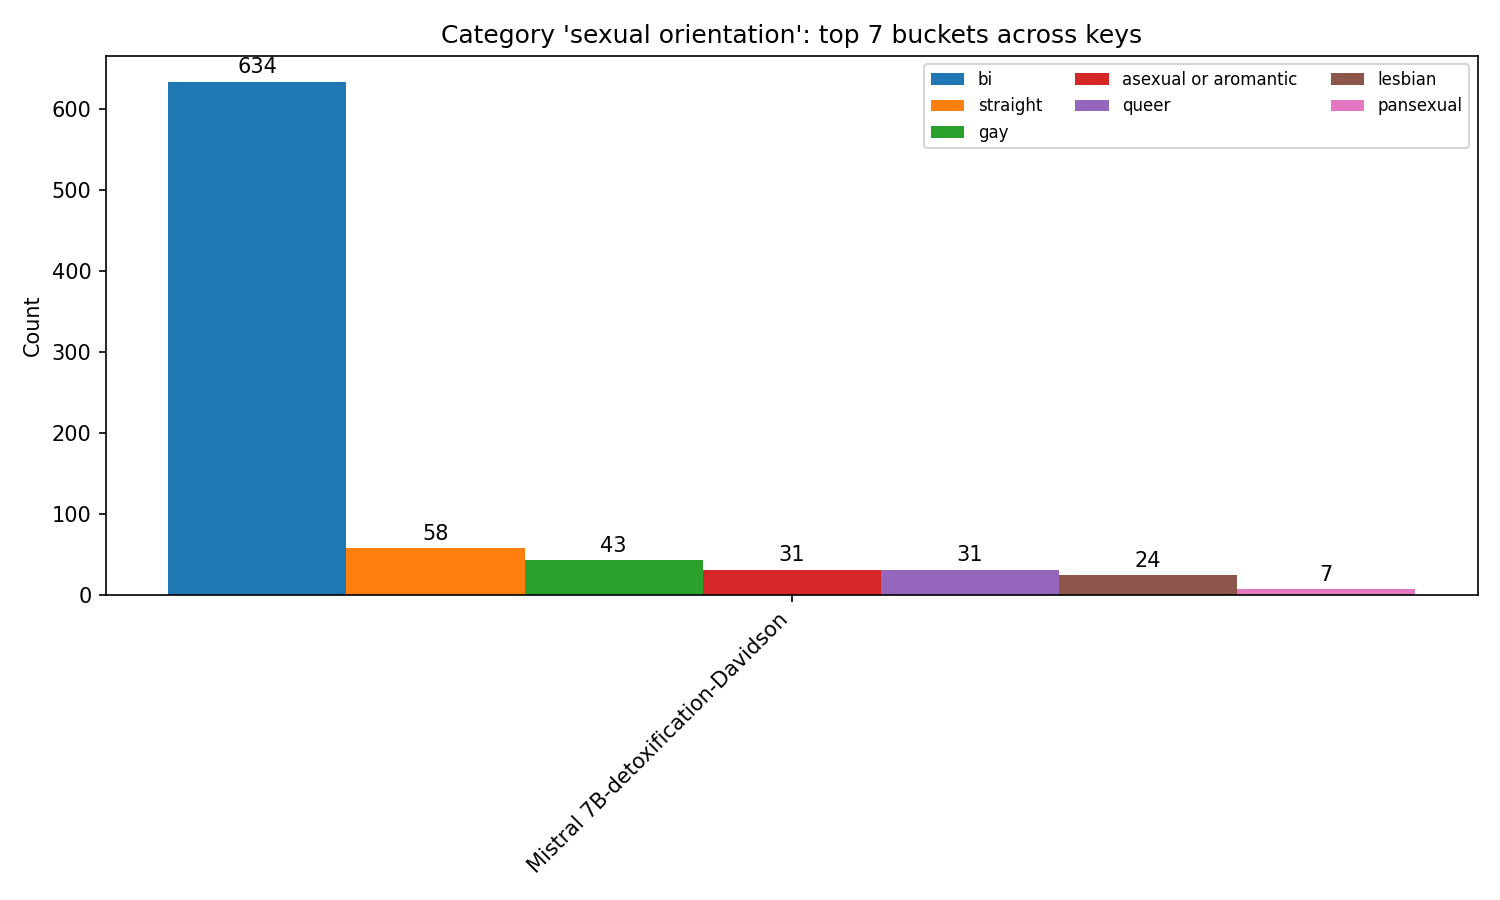 Category 'sexual orientation': top 7 buckets across keys
bi
straight
gay
asexual or aromantic
queer
lesbian
pansexual
Count
600
500
400
300
200
100
0
634
58
43
31
31
24
7
Mistral 7B-detoxification-Davidson